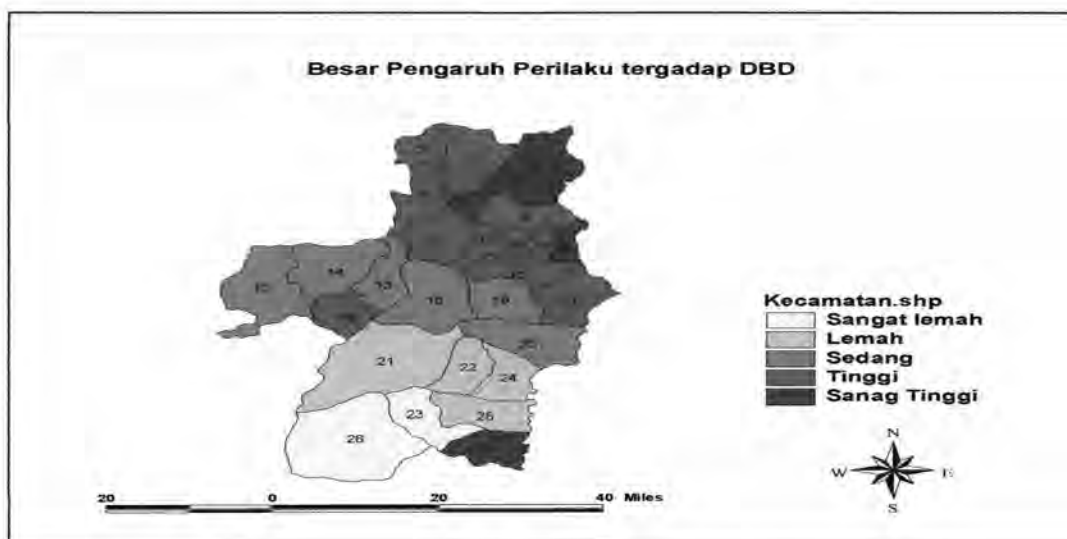 Besar Pengaruh Perilaku tergadap DBD
14
15
13
16
19
21
22
24
23
25
26
Kecamatan.shp
Sangat lemah
Lemah
Sedang
Tinggi
Sanag Tinggi
N
W
E
S
20 0 20 40 Miles